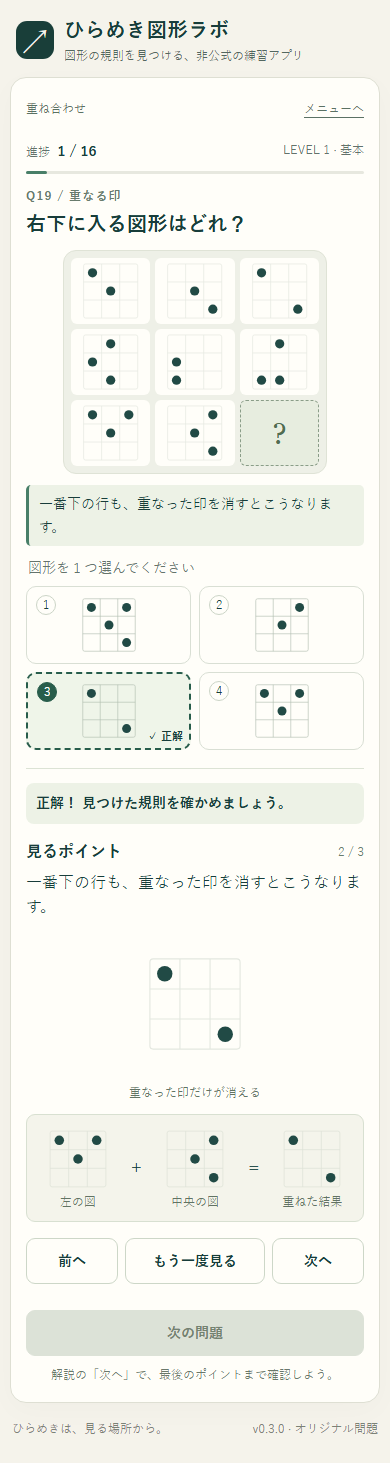 ひらめき図形ラボ
図形の規則を見つける、非公式の練習アプリ
重ね合わせ
メニューへ
進捗 1 / 16
LEVEL 1 · 基本
Q19 / 重なる印
右下に入る図形はどれ？
?
一番下の行も、重なった印を消すとこうなりま
す。
図形を1つ選んでください
1
2
3
✓ 正解
4
正解！ 見つけた規則を確かめましょう。
見るポイント
2 / 3
一番下の行も、重なった印を消すとこうなりま
す。
重なった印だけが消える
+
=
左の図
中央の図
重ねた結果
前へ
もう一度見る
次へ
次の問題
解説の「次へ」で、最後のポイントまで確認しよう。
ひらめきは、見る場所から。
v0.3.0 · オリジナル問題